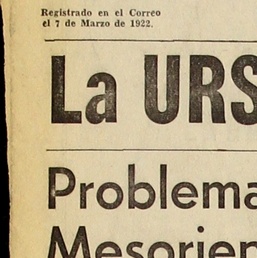 Registrado en el Correo
el 7 de Marzo de 1922.
La URS
Problema
Mesorien